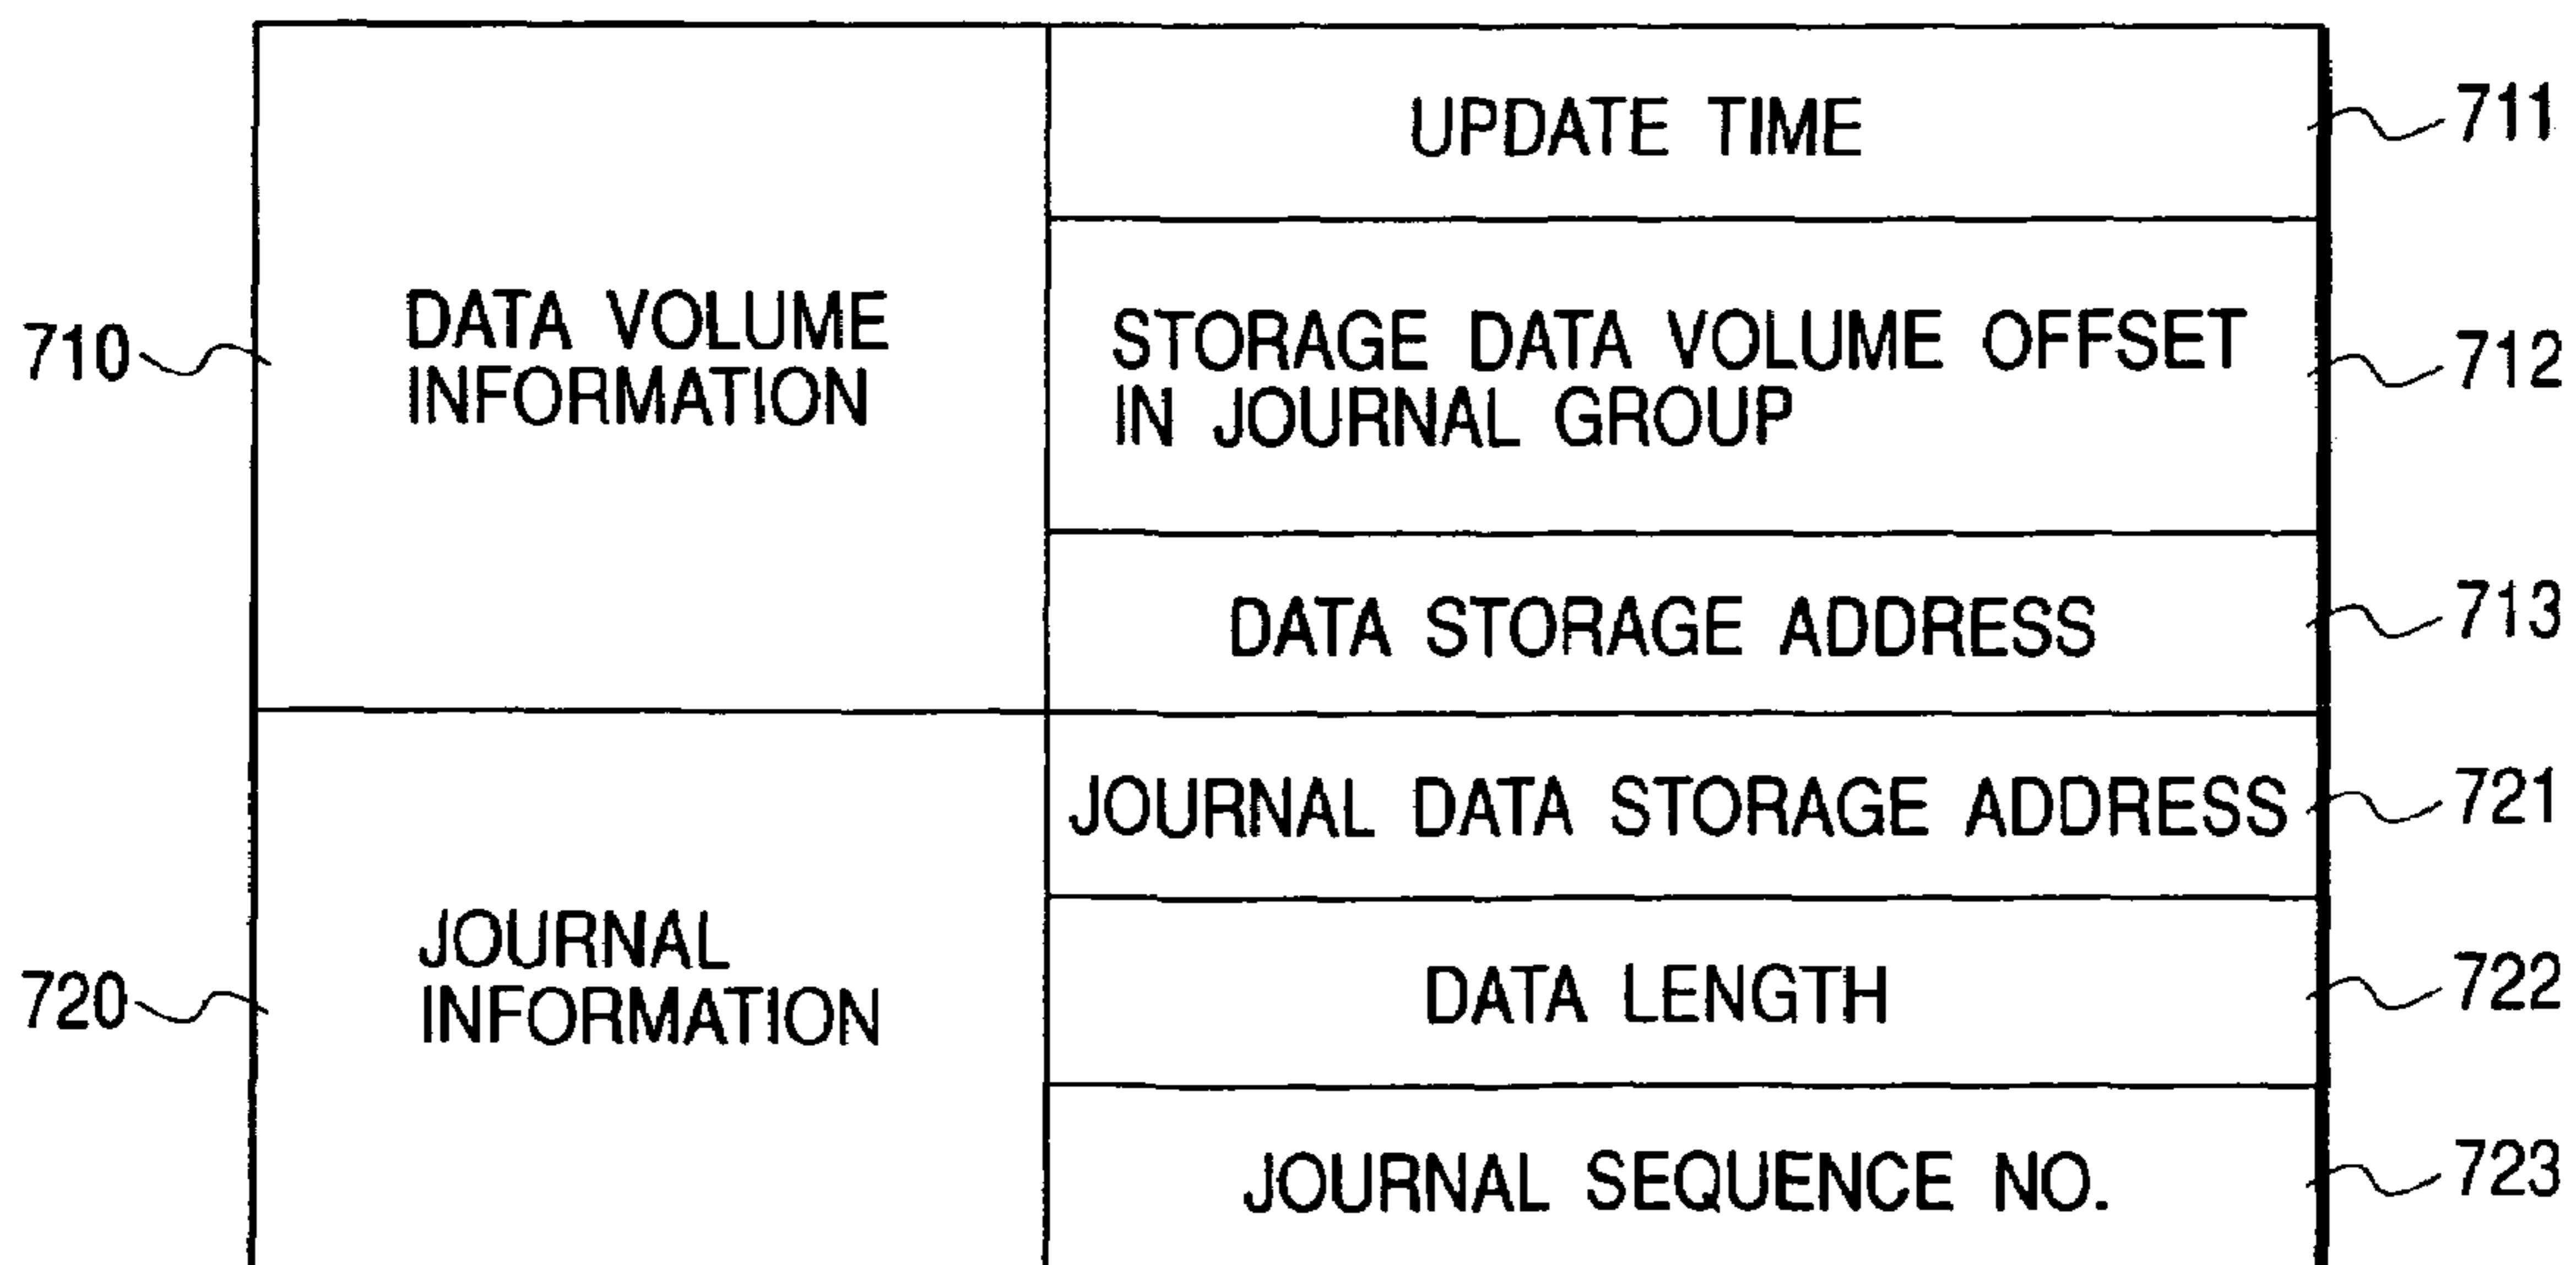 UPDATE TIME
711
710
DATA VOLUME
INFORMATION
STORAGE DATA VOLUME OFFSET
IN JOURNAL GROUP
712
DATA STORAGE ADDRESS
713
720
JOURNAL
INFORMATION
JOURNAL DATA STORAGE ADDRESS
721
DATA LENGTH
722
JOURNAL SEQUENCE NO.
723